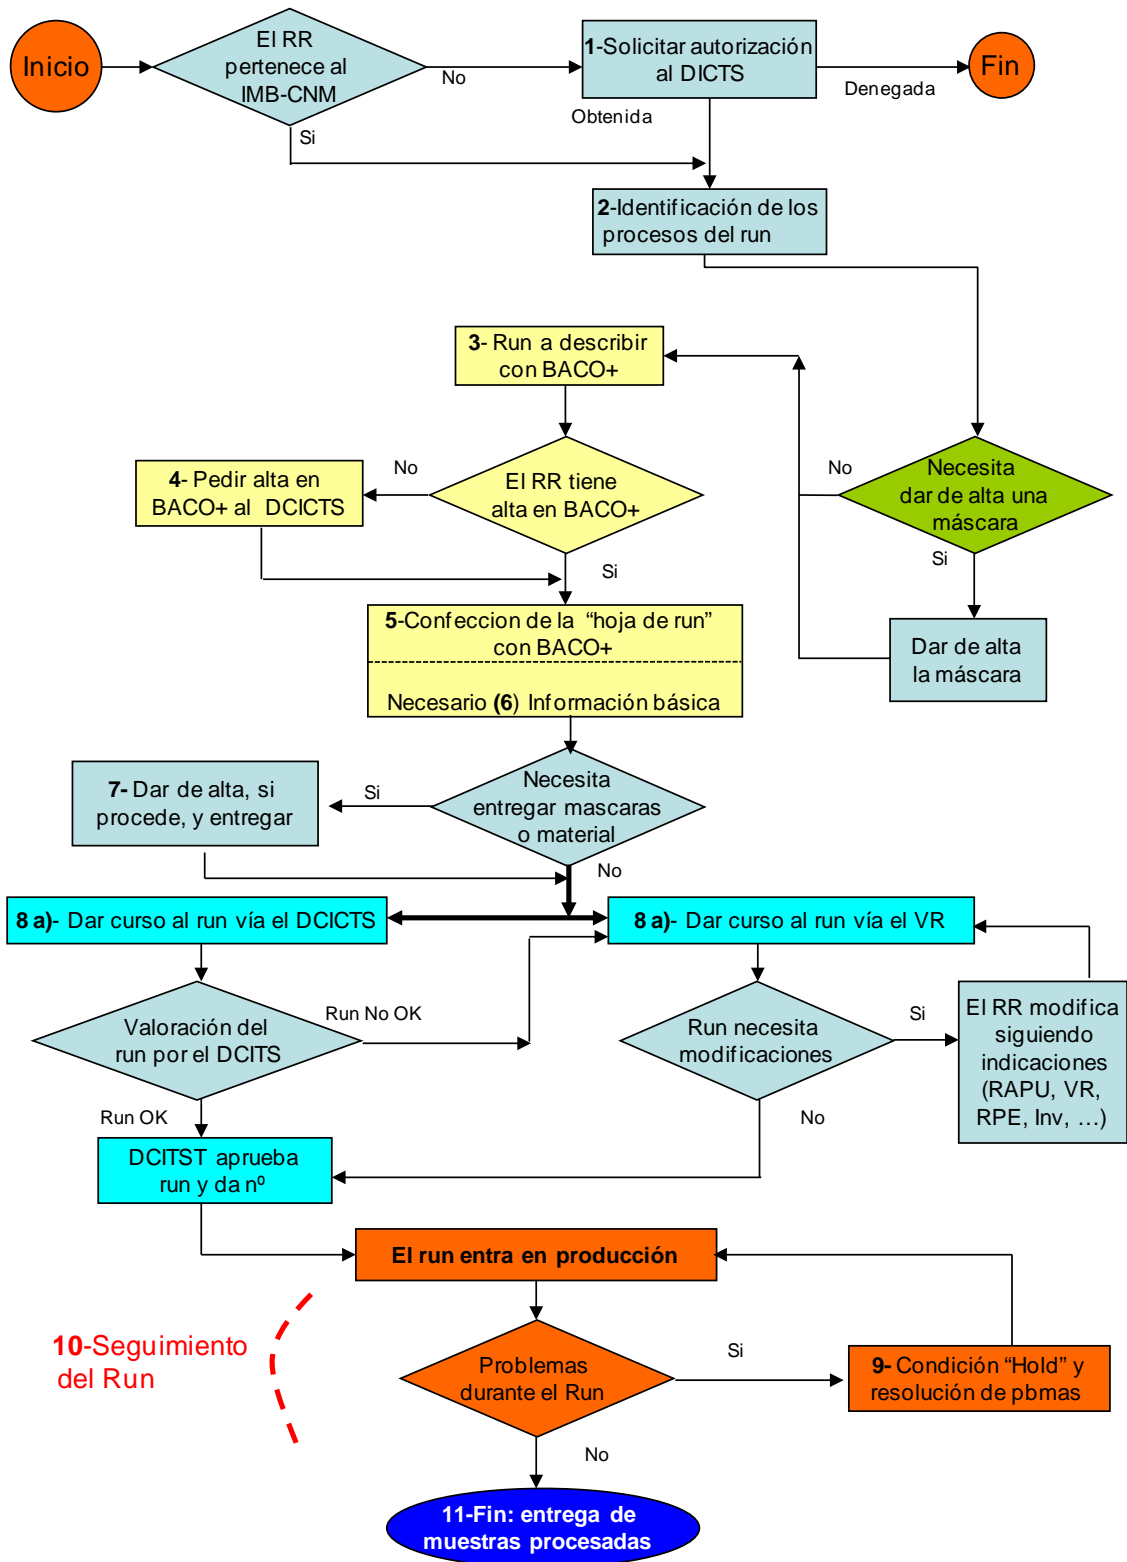 Inicio
El RR
pertenece al
IMB-CNM
No
Si
1-Solicitar autorización
al DICTS
Denegada
Fin
Obtenida
2-Identificación de los
procesos del run
3- Run a describir
con BACO+
El RR tiene
alta en BACO+
No
4- Pedir alta en
BACO+ al DCICTS
Si
Necesita
dar de alta una
máscara
No
Si
Dar de alta
la máscara
5-Confeccion de la “hoja de run”
con BACO+
Necesario (6) Información básica
Necesita
entregar mascaras
o material
Si
7- Dar de alta, si
procede, y entregar
No
8 a)- Dar curso al run vía el DCICTS
8 a)- Dar curso al run vía el VR
Valoración del
run por el DCITS
Run No OK
Run OK
Run necesita
modificaciones
Si
El RR modifica
siguiendo
indicaciones
(RAPU, VR,
RPE, Inv, …)
No
DCITST aprueba
run y da nº
El run entra en producción
10-Seguimiento
del Run
Problemas
durante el Run
Si
9- Condición “Hold” y
resolución de pbmas
No
11-Fin: entrega de
muestras procesadas